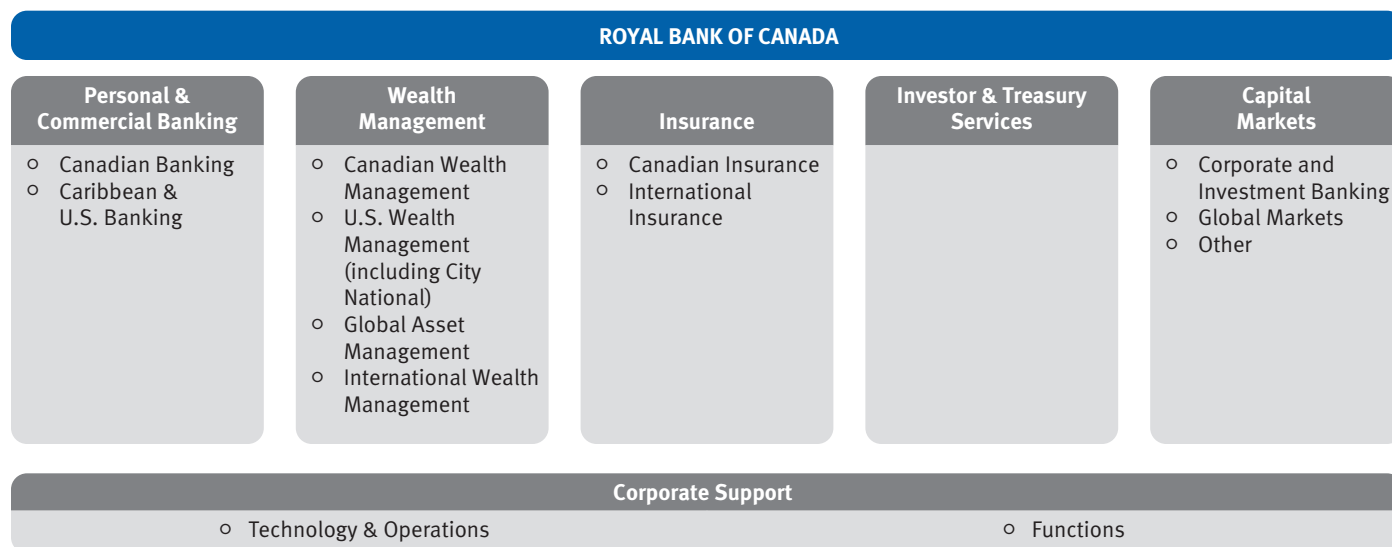 ROYAL BANK OF CANADA
Personal &
Commercial Banking
○ Canadian Banking
○ Caribbean &
U.S. Banking
Wealth
Management
○ Canadian Wealth
Management
○ U.S. Wealth
Management
(including City
National)
○ Global Asset
Management
○ International Wealth
Management
Insurance
○ Canadian Insurance
○ International
Insurance
Investor & Treasury
Services
Capital
Markets
○ Corporate and
Investment Banking
○ Global Markets
○ Other
Corporate Support
○ Technology & Operations
○ Functions